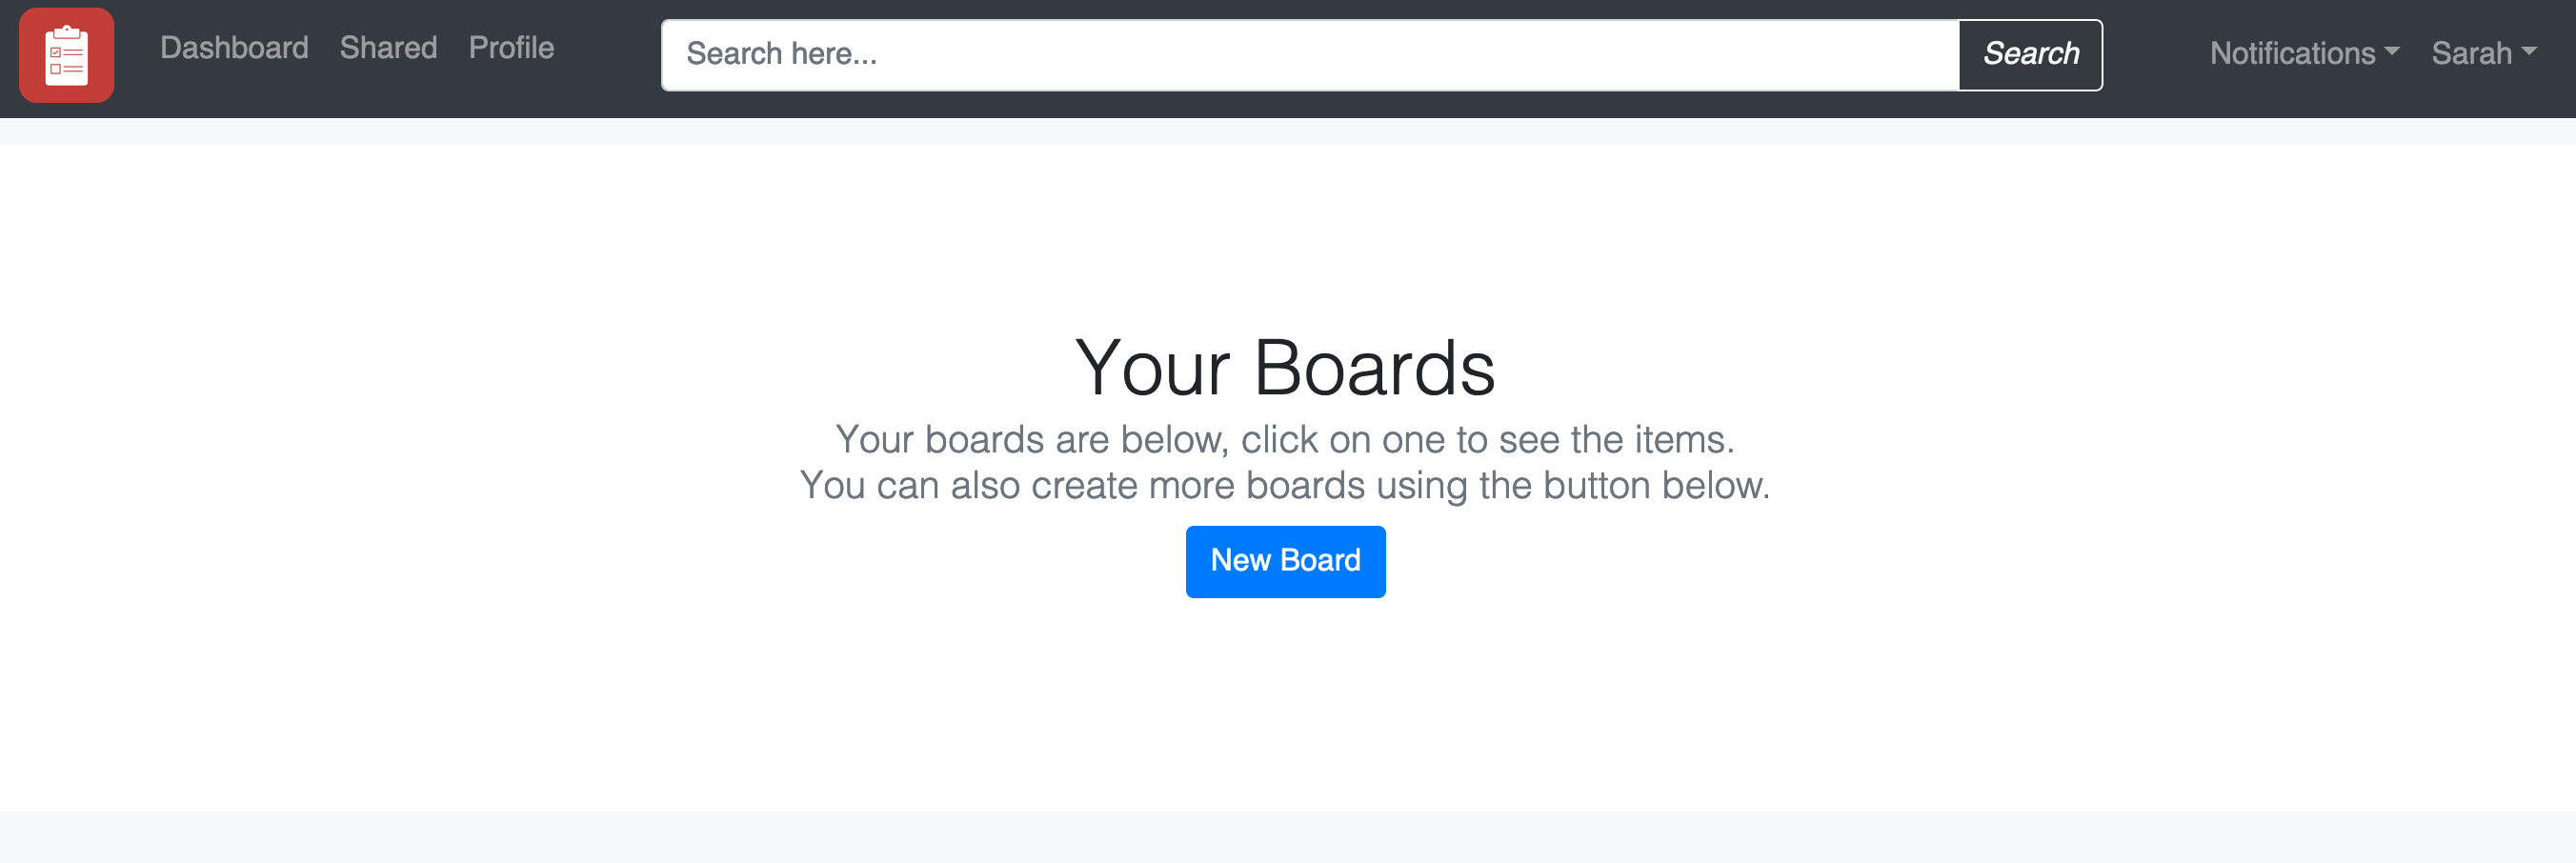 Dashboard Shared Profile Search here... Search Notifications Sarah
Your Boards
Your boards are below, click on one to see the items.
You can also create more boards using the button below.
New Board